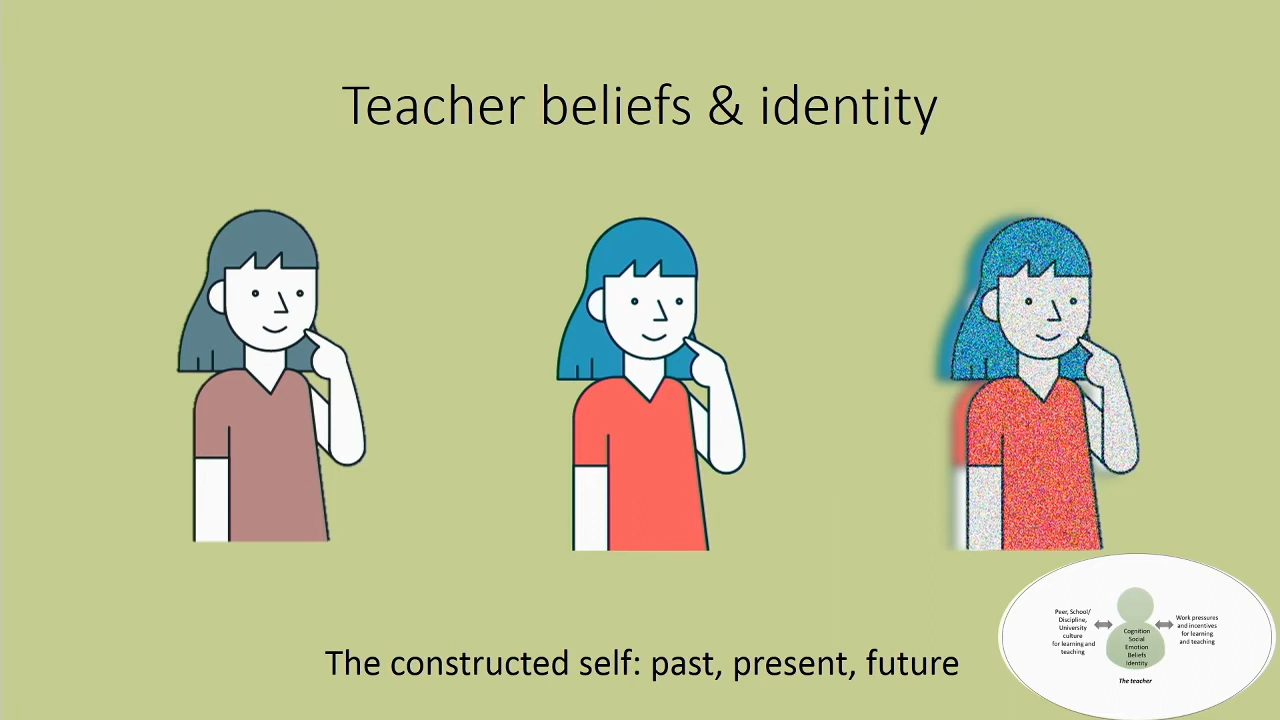 Teacher beliefs & identity
The constructed self: past, present, future
Peer, School/
Discipline,
University
culture
for learning and
teaching
Cognition
Social
Emotion
Beliefs
Identity
Work pressures
and incentives
for learning
and teaching
The teacher